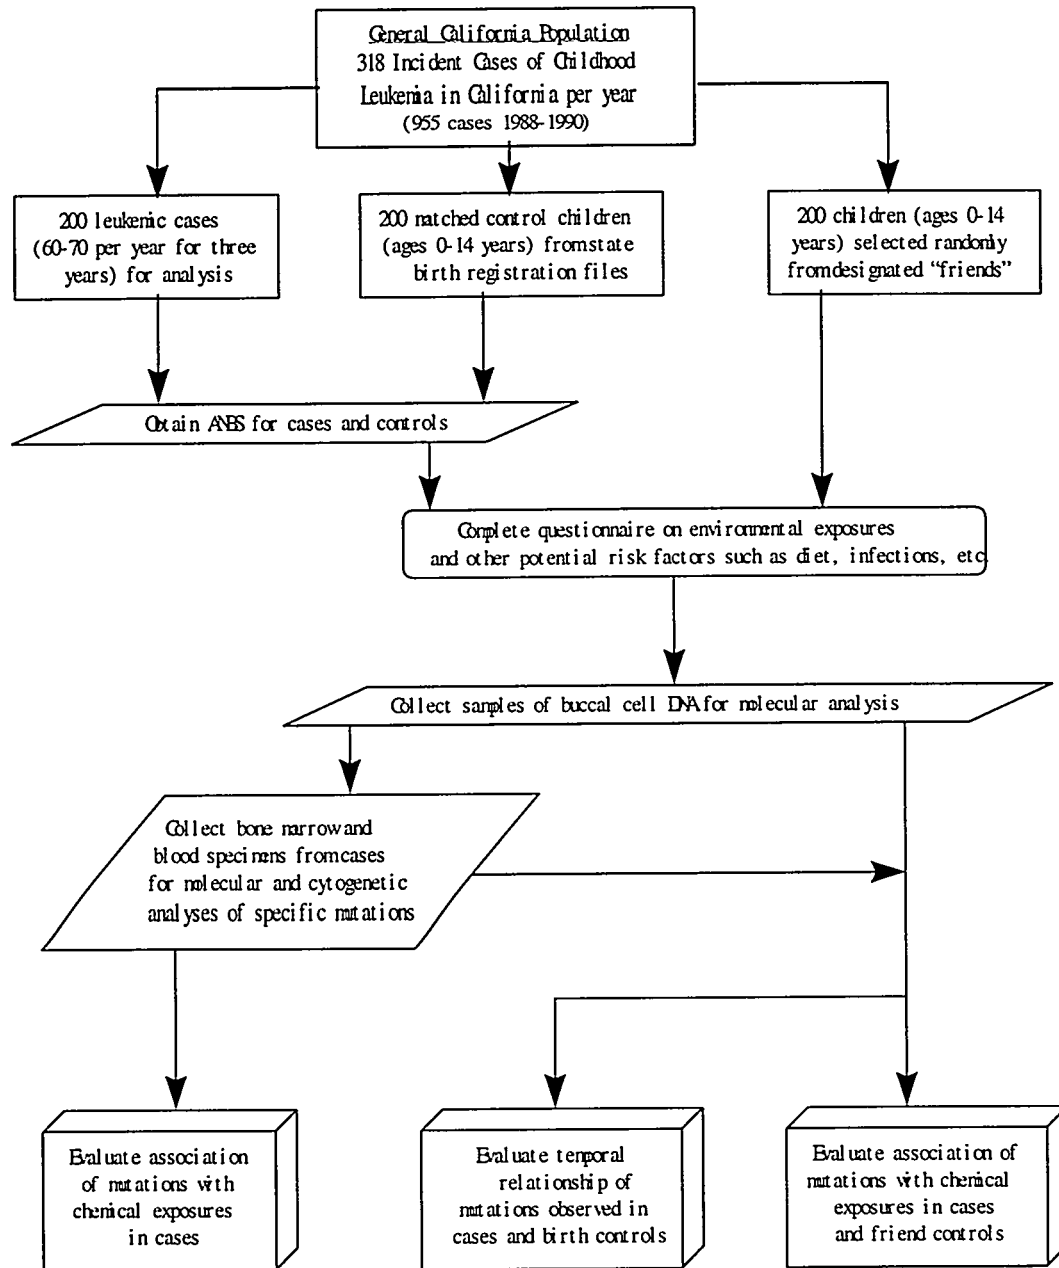 General California Population
318 Incident Cases of Childhood
Leukemia in California per year
(955 cases 1988-1990)
200 leukemic cases
(60-70 per year for three
years) for analysis
200 matched control children
(ages 0-14 years) from state
birth registration files
200 children (ages 0-14
years) selected randomly
from designated “friends”
Obtain ANBS for cases and controls
Complete questionnaire on environmental exposures
and other potential risk factors such as diet, infections, etc.
Collect samples of buccal cell DNA for molecular analysis
Collect bone marrow and
blood specimens from cases
for molecular and cytogenetic
analyses of specific mutations
Evaluate association
of mutations with
chemical exposures
in cases
Evaluate temporal
relationship of
mutations observed in
cases and birth controls
Evaluate association of
mutations with chemical
exposures in cases
and friend controls